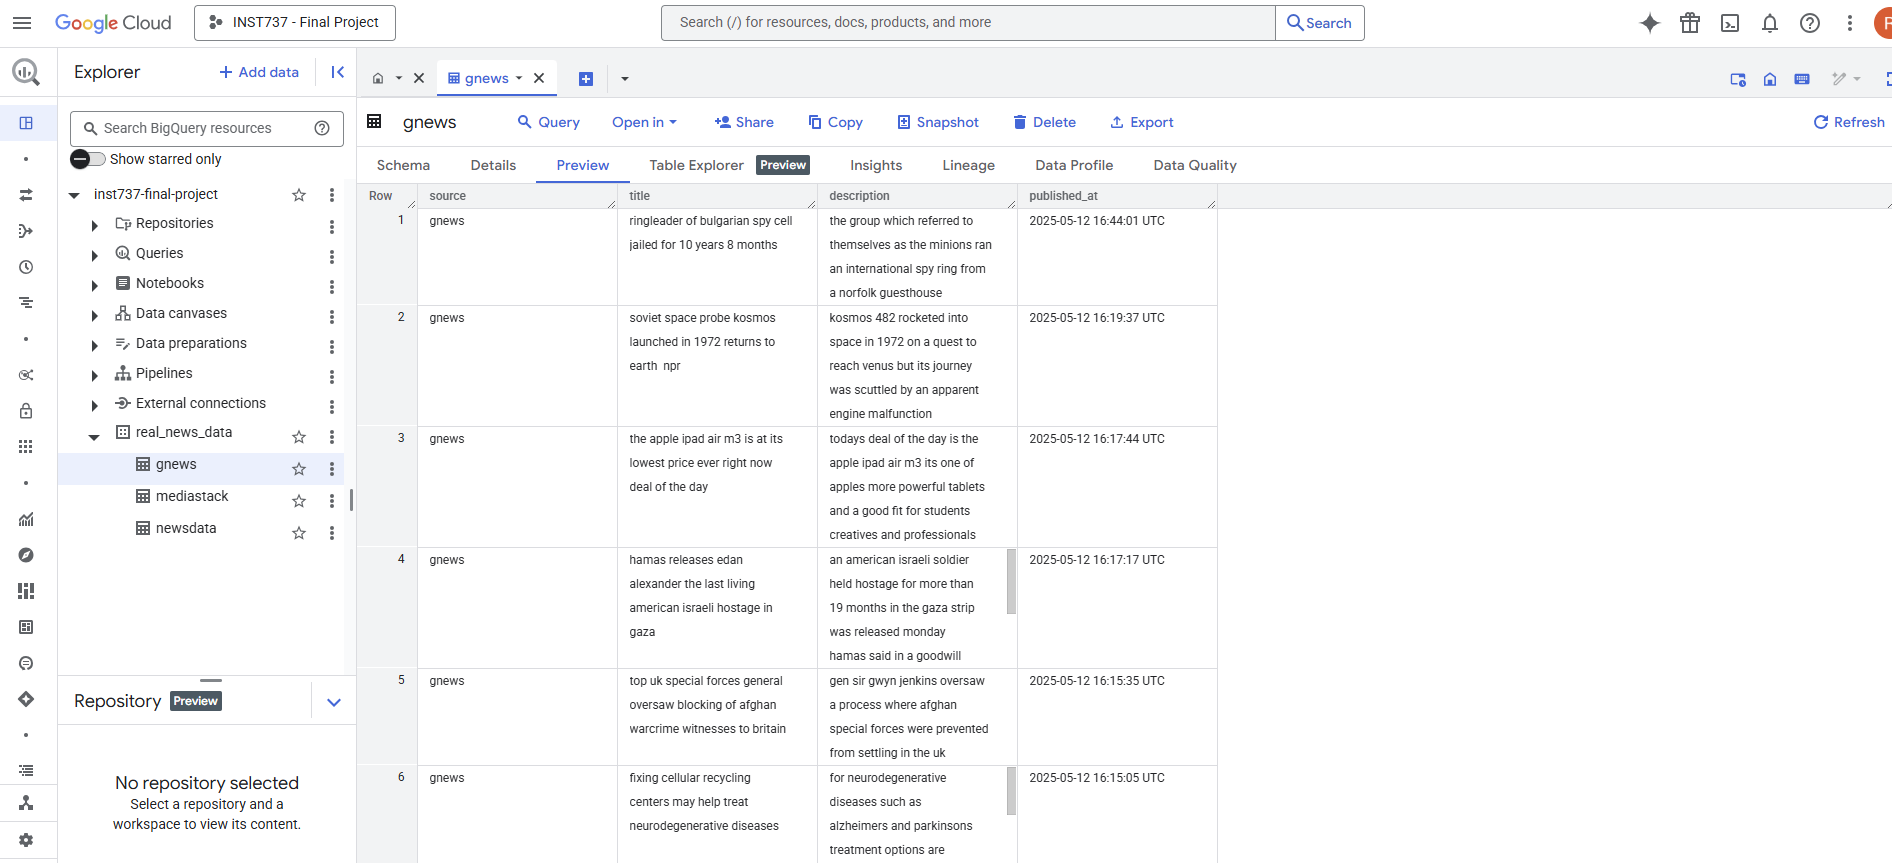 Google Cloud
INST737 - Final Project
Search (/) for resources, docs, products, and more
Search
Explorer
Add data
gnews
Search BigQuery resources
Show starred only
inst737-final-project
Repositories
Queries
Notebooks
Data canvases
Data preparations
Pipelines
External connections
real_news_data
gnews
mediastack
newsdata
Repository Preview
No repository selected
Select a repository and a
workspace to view its content.
gnews
Query
Open in
Share
Copy
Snapshot
Delete
Export
Refresh
Schema
Details
Preview
Table Explorer Preview
Insights
Lineage
Data Profile
Data Quality
Row
source
title
description
published_at
1
gnews
ringleader of bulgarian spy cell
jailed for 10 years 8 months
the group which referred to
themselves as the minions ran
an international spy ring from
a norfolk guesthouse
2025-05-12 16:44:01 UTC
2
gnews
soviet space probe kosmos
launched in 1972 returns to
earth npr
kosmos 482 rocketed into
space in 1972 on a quest to
reach venus but its journey
was scuttled by an apparent
engine malfunction
2025-05-12 16:19:37 UTC
3
gnews
the apple ipad air m3 is at its
lowest price ever right now
deal of the day
todays deal of the day is the
apple ipad air m3 its one of
apples more powerful tablets
and a good fit for students
creatives and professionals
2025-05-12 16:17:44 UTC
4
gnews
hamas releases edan
alexander the last living
american israeli hostage in
gaza
an american israeli soldier
held hostage for more than
19 months in the gaza strip
was released monday
hamas said in a goodwill
2025-05-12 16:17:17 UTC
5
gnews
top uk special forces general
oversaw blocking of afghan
warcrime witnesses to britain
gen sir gwyn jenkins oversaw
a process where afghan
special forces were prevented
from settling in the uk
2025-05-12 16:15:35 UTC
6
gnews
fixing cellular recycling
centers may help treat
neurodegenerative diseases
for neurodegenerative
diseases such as
alzheimers and parkinsons
treatment options are
2025-05-12 16:15:05 UTC